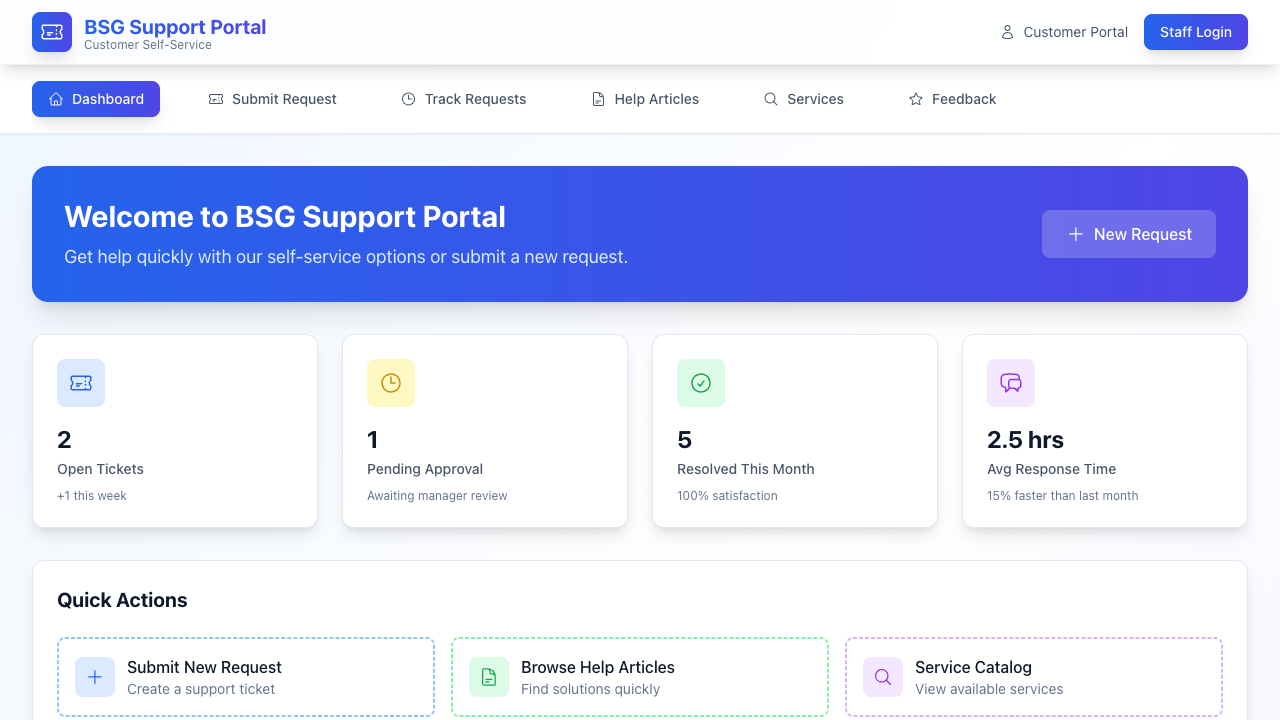 BSG Support Portal
Customer Self-Service
Customer Portal
Staff Login
Dashboard
Submit Request
Track Requests
Help Articles
Services
Feedback
Welcome to BSG Support Portal
Get help quickly with our self-service options or submit a new request.
New Request
2
Open Tickets
+1 this week
1
Pending Approval
Awaiting manager review
5
Resolved This Month
100% satisfaction
2.5 hrs
Avg Response Time
15% faster than last month
Quick Actions
Submit New Request
Create a support ticket
Browse Help Articles
Find solutions quickly
Service Catalog
View available services